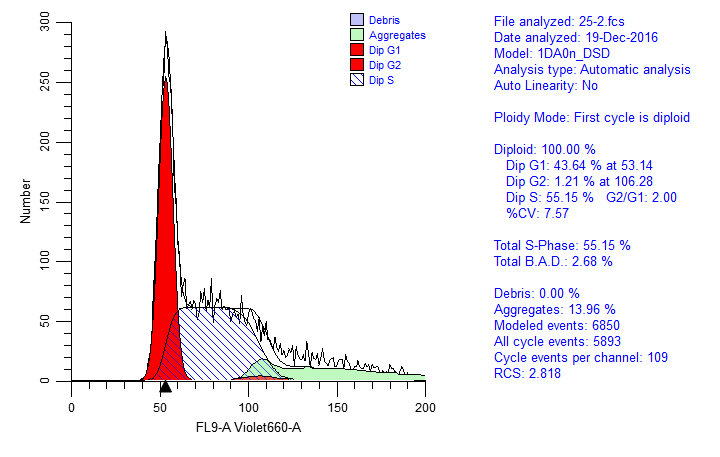 300
250
200
150
100
50
0
Number
0
50
100
150
200
FL9-A Violet660-A
Debris
Aggregates
Dip G1
Dip G2
Dip S
File analyzed: 25-2.fcs
Date analyzed: 19-Dec-2016
Model: 1DA0n_DSD
Analysis type: Automatic analysis
Auto Linearity: No
Ploidy Mode: First cycle is diploid
Diploid: 100.00 %
Dip G1: 43.64 % at 53.14
Dip G2: 1.21 % at 106.28
Dip S: 55.15 % G2/G1: 2.00
%CV: 7.57
Total S-Phase: 55.15 %
Total B.A.D.: 2.68 %
Debris: 0.00 %
Aggregates: 13.96 %
Modeled events: 6850
All cycle events: 5893
Cycle events per channel: 109
RCS: 2.818